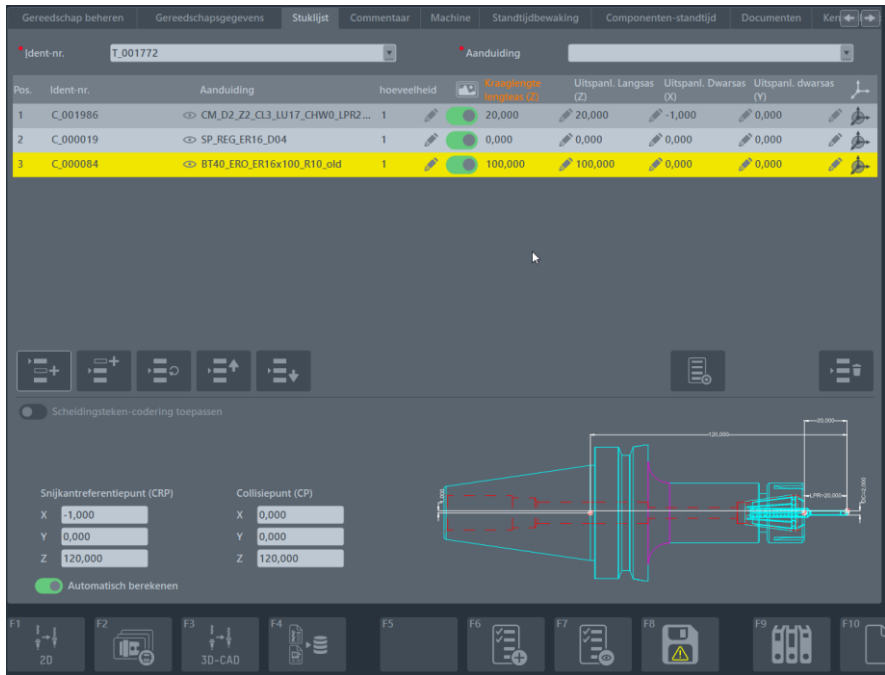 Gereedschap beheren Gereedschapsgegevens Stuklijst Commentaar Machine Standtijdbewaking Componenten-standtijd Documenten Ken
*Ident-nr. T_001772 *Aanduiding
Pos. Ident-nr. Aanduiding hoeveelheid Kraaglengte lengteas (Z) Uitspanl. Langsas (Z) Uitspanl. Dwarsas (X) Uitspanl. dwarsas (Y)
1 C_001986 CM_D2_Z2_CL3_LU17_CHW0_LPR2... 1 20,000 20,000 -1,000 0,000
2 C_000019 SP_REG_ER16_D04 1 0,000 0,000 0,000 0,000
3 C_000084 BT40_ERO_ER16x100_R10_old 1 100,000 100,000 0,000 0,000
Scheidingsteken-codering toepassen
20,000
120,000
LPR=20,000
DC=2,000
Snijkantreferentiepunt (CRP) Collisiepunt (CP)
X -1,000 X 0,000
Y 0,000 Y 0,000
Z 120,000 Z 120,000
Automatisch berekenen
F1 F2 F3 F4 F5 F6 F7 F8 F9 F10
2D 3D-CAD